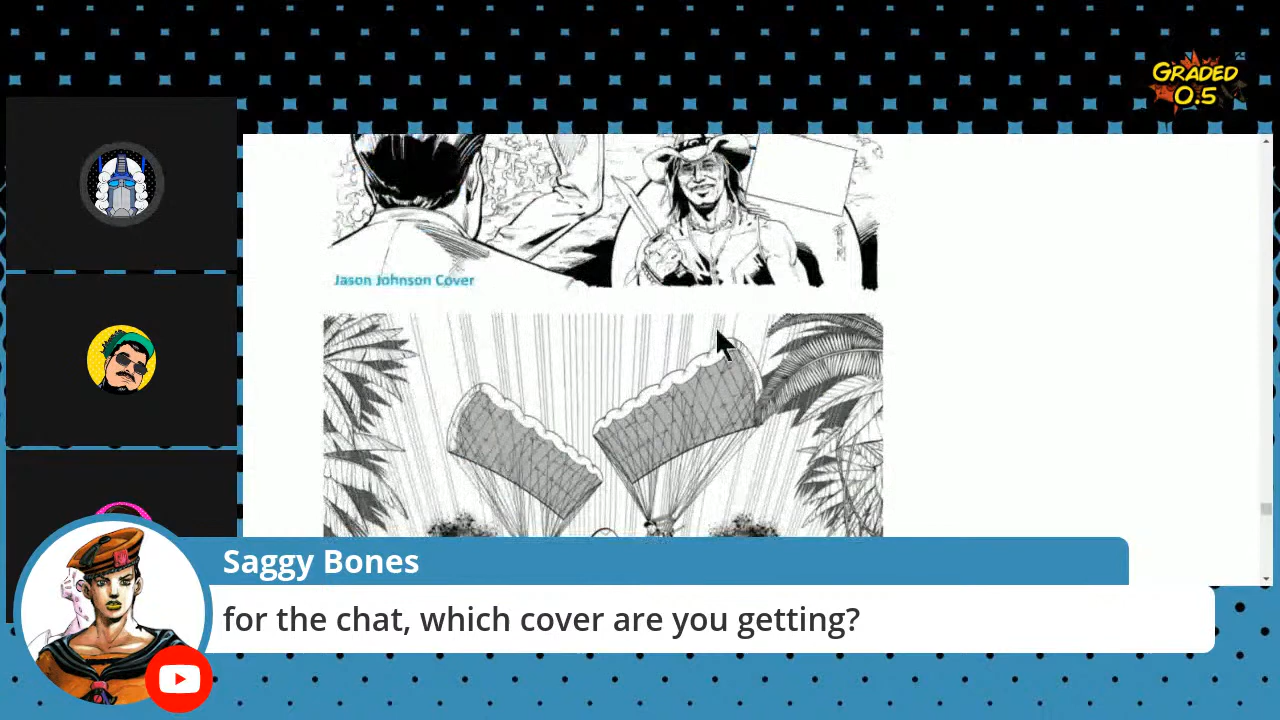 GRADED
0.5
Jason Johnson Cover
Saggy Bones
for the chat, which cover are you getting?